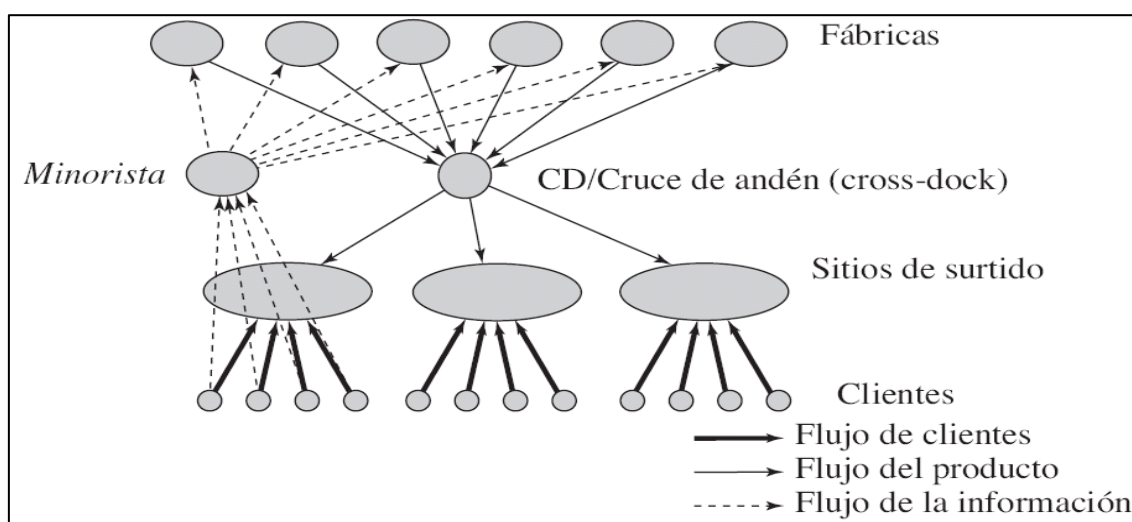 Fábricas
Minorista
CD/Cruce de andén (cross-dock)
Sitios de surtido
Clientes
Flujo de clientes
Flujo del producto
Flujo de la información